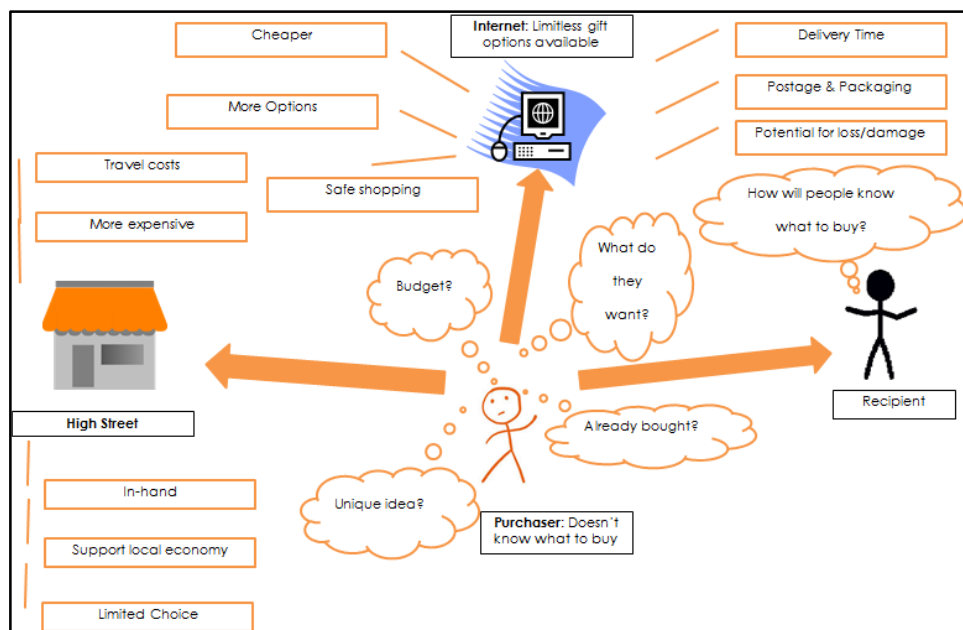 Cheaper
Internet: Limitless gift
options available
Delivery Time
More Options
Postage & Packaging
Potential for loss/damage
Travel costs
Safe shopping
More expensive
How will people know
what to buy?
What do
they
want?
Budget?
Recipient
High Street
Already bought?
In-hand
Unique idea?
Purchaser: Doesn't
know what to buy
Support local economy
Limited Choice